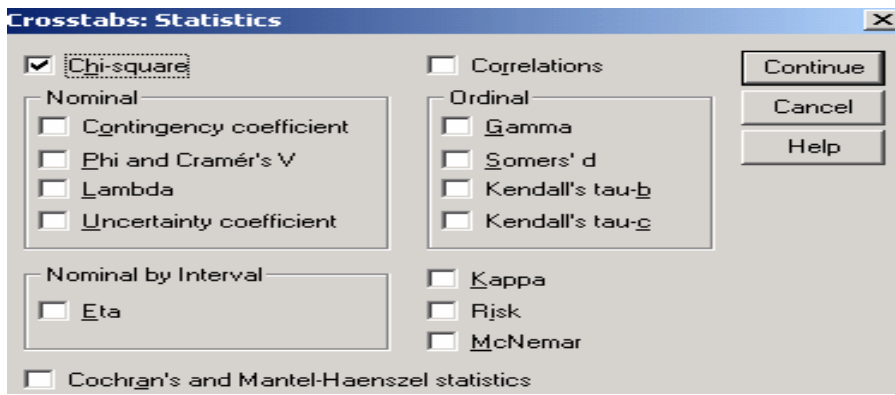 Crosstabs: Statistics
Chi-square
Correlations
Continue
Nominal
Ordinal
Cancel
Contingency coefficient
Gamma
Help
Phi and Cramér's V
Somers' d
Lambda
Kendall's tau-b
Uncertainty coefficient
Kendall's tau-c
Nominal by Interval
Kappa
Eta
Risk
McNemar
Cochran's and Mantel-Haenszel statistics